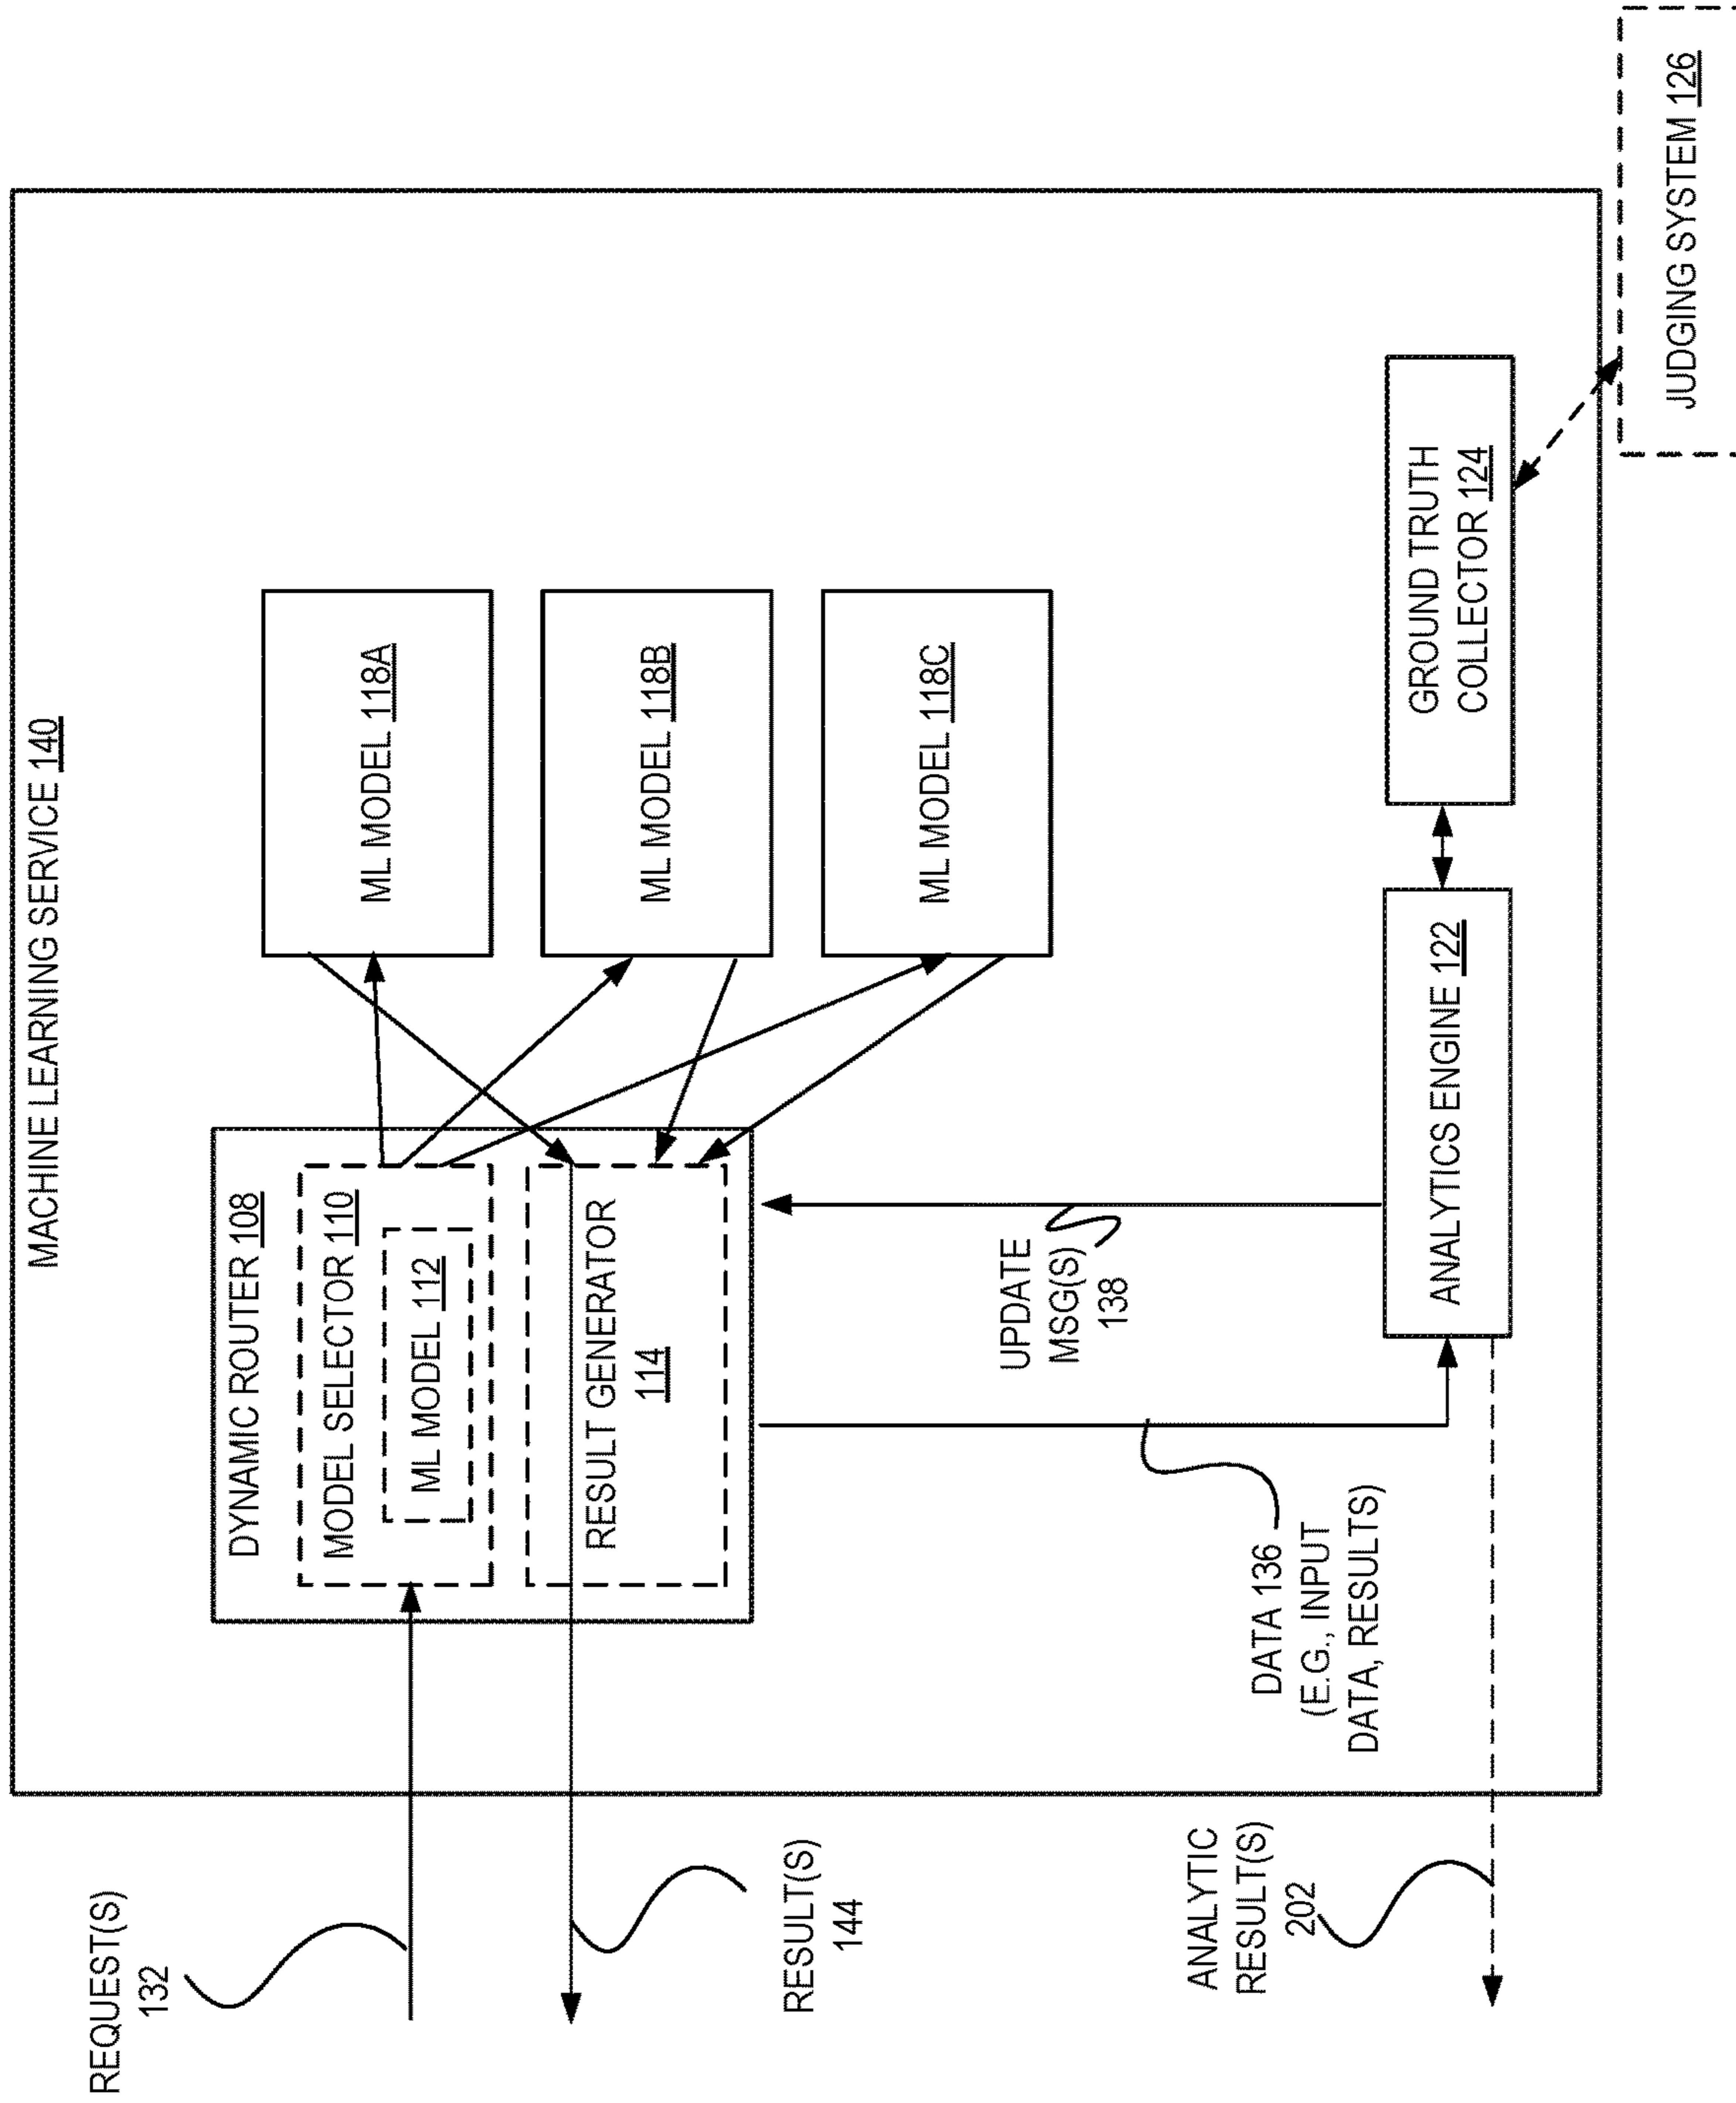 MACHINE LEARNING SERVICE 140
REQUEST(S)
132
DYNAMIC ROUTER 108
MODEL SELECTOR 110
ML MODEL 112
RESULT GENERATOR
114
RESULT(S)
144
ML MODEL 118A
ML MODEL 118B
ML MODEL 118C
UPDATE
MSG(S)
138
DATA 136
(E.G., INPUT
DATA, RESULTS)
ANALYTIC
RESULT(S)
202
ANALYTICS ENGINE 122
GROUND TRUTH
COLLECTOR 124
JUDGING SYSTEM 126